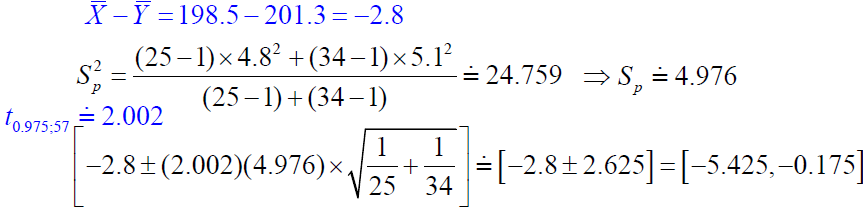 X̅ − Y̅ = 198.5 − 201.3 = −2.8
S_p^2 = ((25−1)×4.8^2 + (34−1)×5.1^2) / ((25−1)+(34−1)) ≐ 24.759 ⇒ S_p ≐ 4.976
t_{0.975;57} ≐ 2.002
[−2.8 ± (2.002)(4.976) × √(1/25 + 1/34)] ≐ [−2.8 ± 2.625] = [−5.425, −0.175]